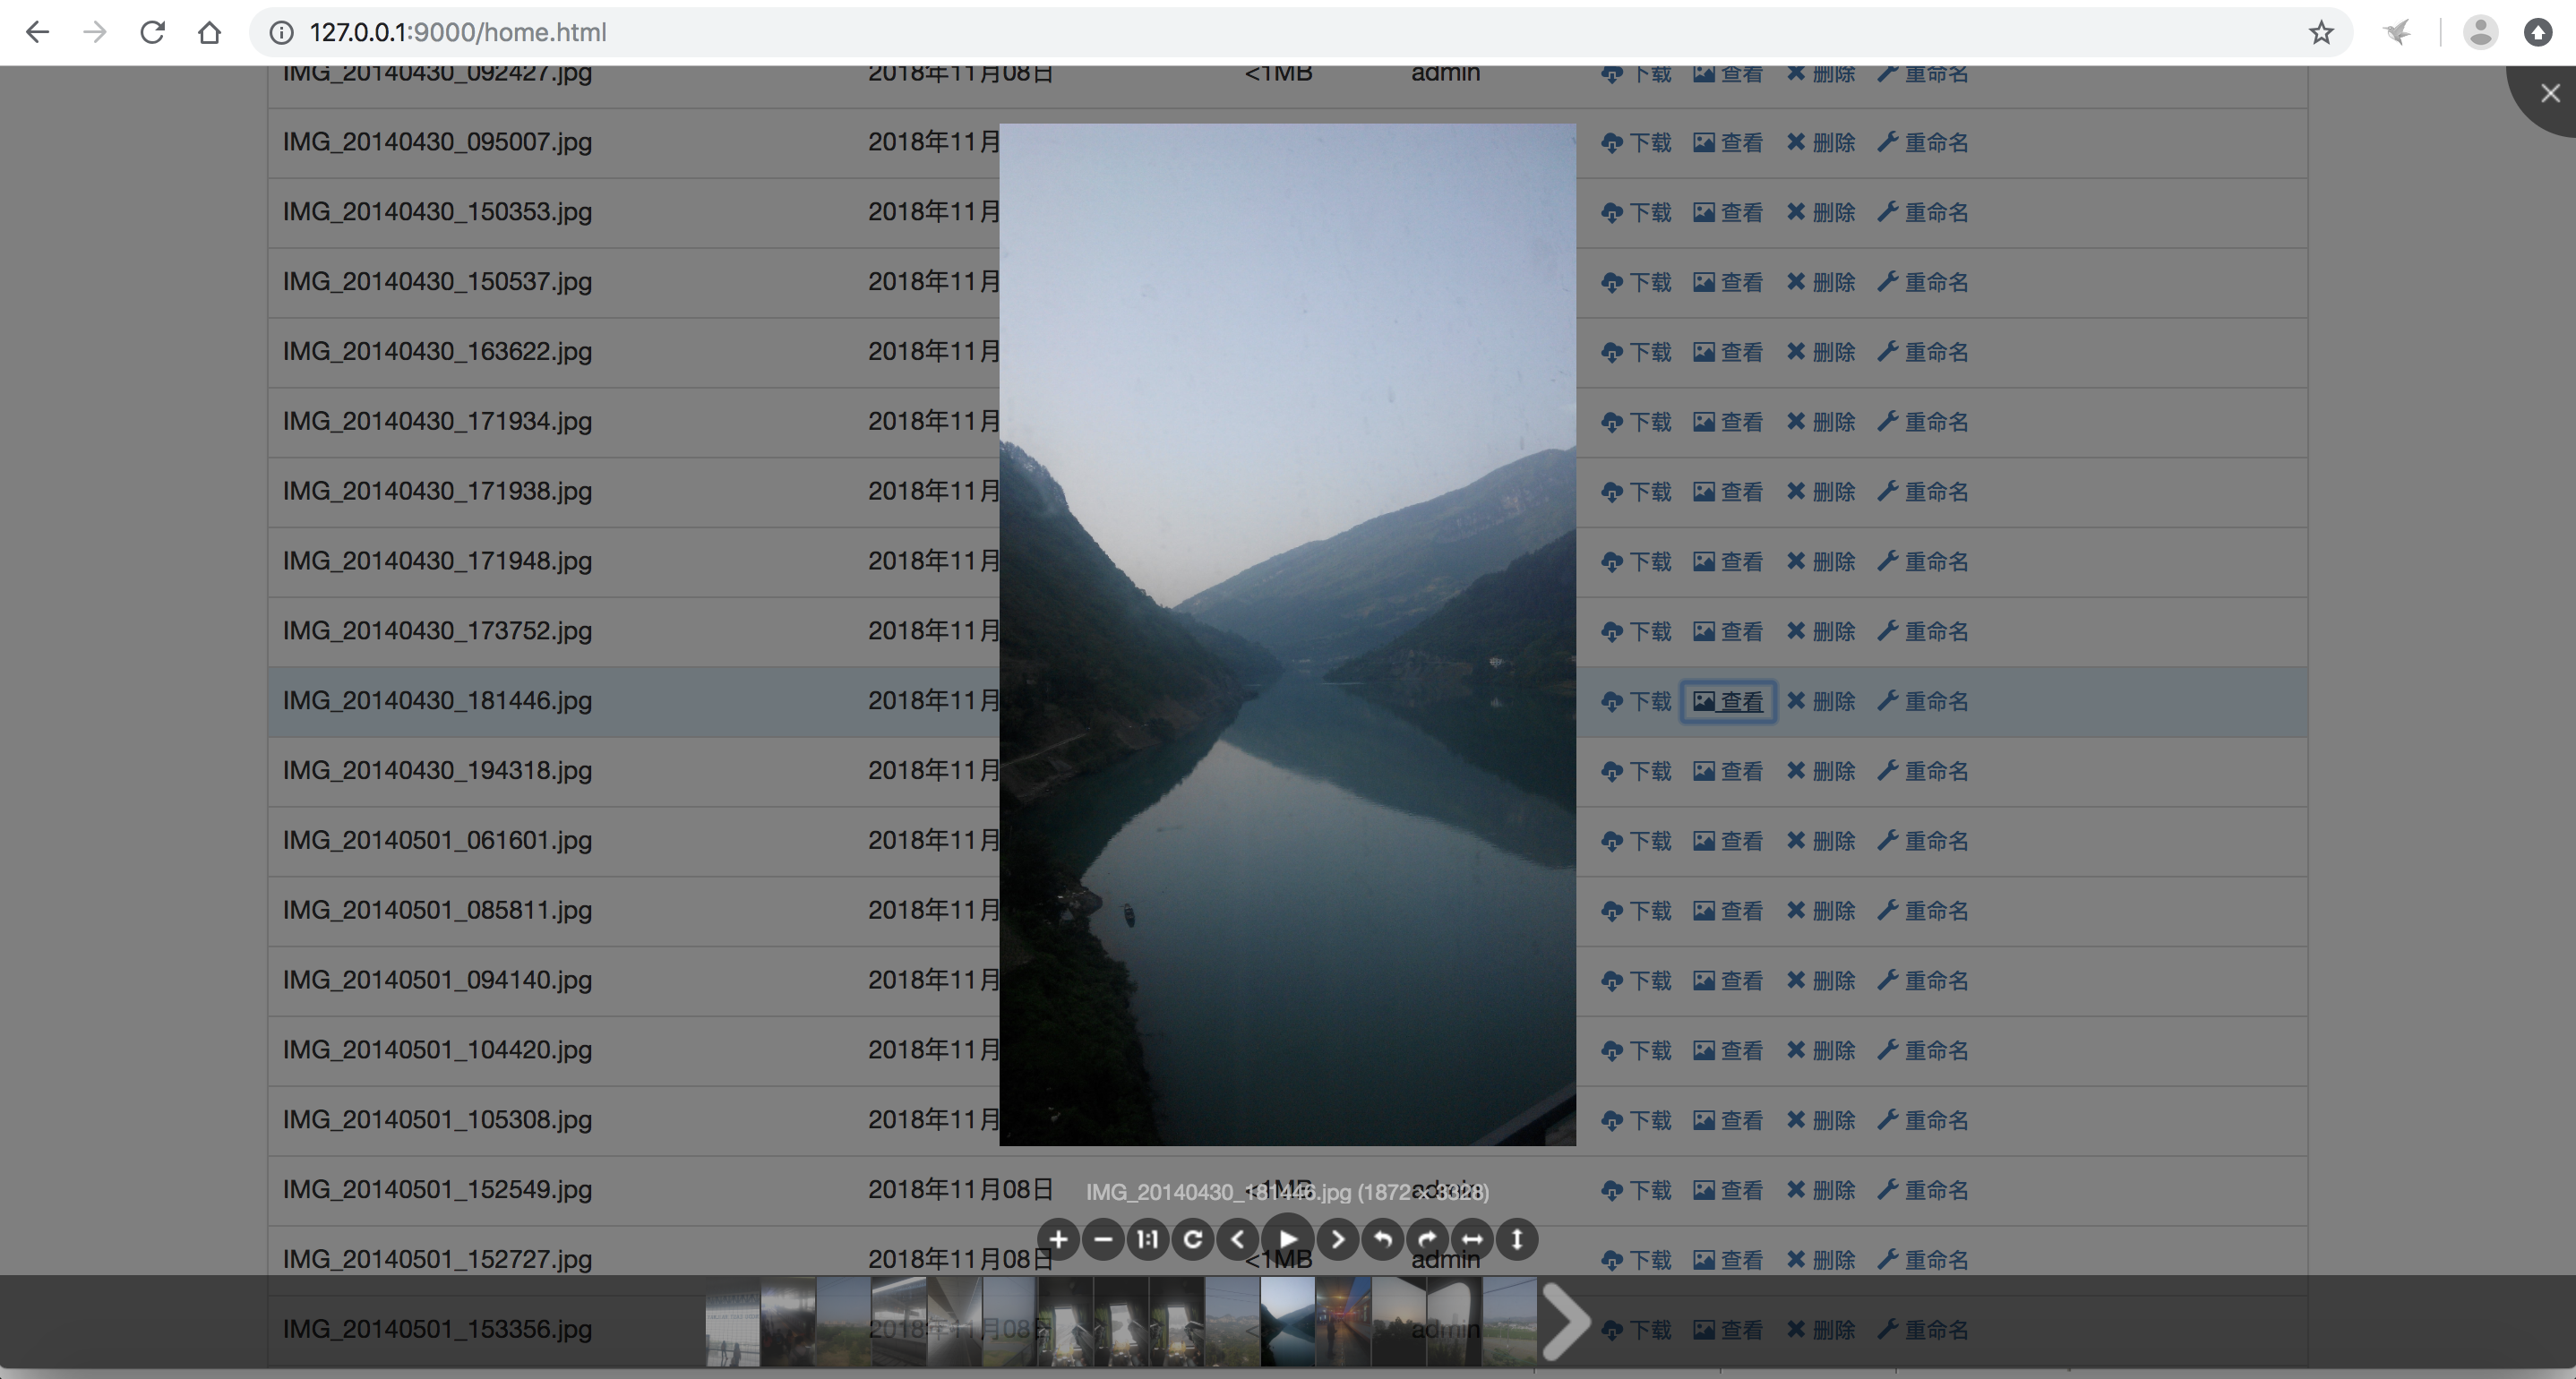 127.0.0.1:9000/home.html
IMG_20140430_092427.jpg 2018年11月08日 <1MB admin 下载 查看 删除 重命名
IMG_20140430_095007.jpg 2018年11月 下载 查看 删除 重命名
IMG_20140430_150353.jpg 2018年11月 下载 查看 删除 重命名
IMG_20140430_150537.jpg 2018年11月 下载 查看 删除 重命名
IMG_20140430_163622.jpg 2018年11月 下载 查看 删除 重命名
IMG_20140430_171934.jpg 2018年11月 下载 查看 删除 重命名
IMG_20140430_171938.jpg 2018年11月 下载 查看 删除 重命名
IMG_20140430_171948.jpg 2018年11月 下载 查看 删除 重命名
IMG_20140430_173752.jpg 2018年11月 下载 查看 删除 重命名
IMG_20140430_181446.jpg 2018年11月 下载 查看 删除 重命名
IMG_20140430_194318.jpg 2018年11月 下载 查看 删除 重命名
IMG_20140501_061601.jpg 2018年11月 下载 查看 删除 重命名
IMG_20140501_085811.jpg 2018年11月 下载 查看 删除 重命名
IMG_20140501_094140.jpg 2018年11月 下载 查看 删除 重命名
IMG_20140501_104420.jpg 2018年11月 下载 查看 删除 重命名
IMG_20140501_105308.jpg 2018年11月 下载 查看 删除 重命名
IMG_20140501_152549.jpg 2018年11月08日 <1MB admin 下载 查看 删除 重命名
IMG_20140430_181446.jpg (1872 × 3328)
1:1
IMG_20140501_152727.jpg 2018年11月08日 <1MB admin 下载 查看 删除 重命名
IMG_20140501_153356.jpg 2018年11月08日 admin 下载 查看 删除 重命名